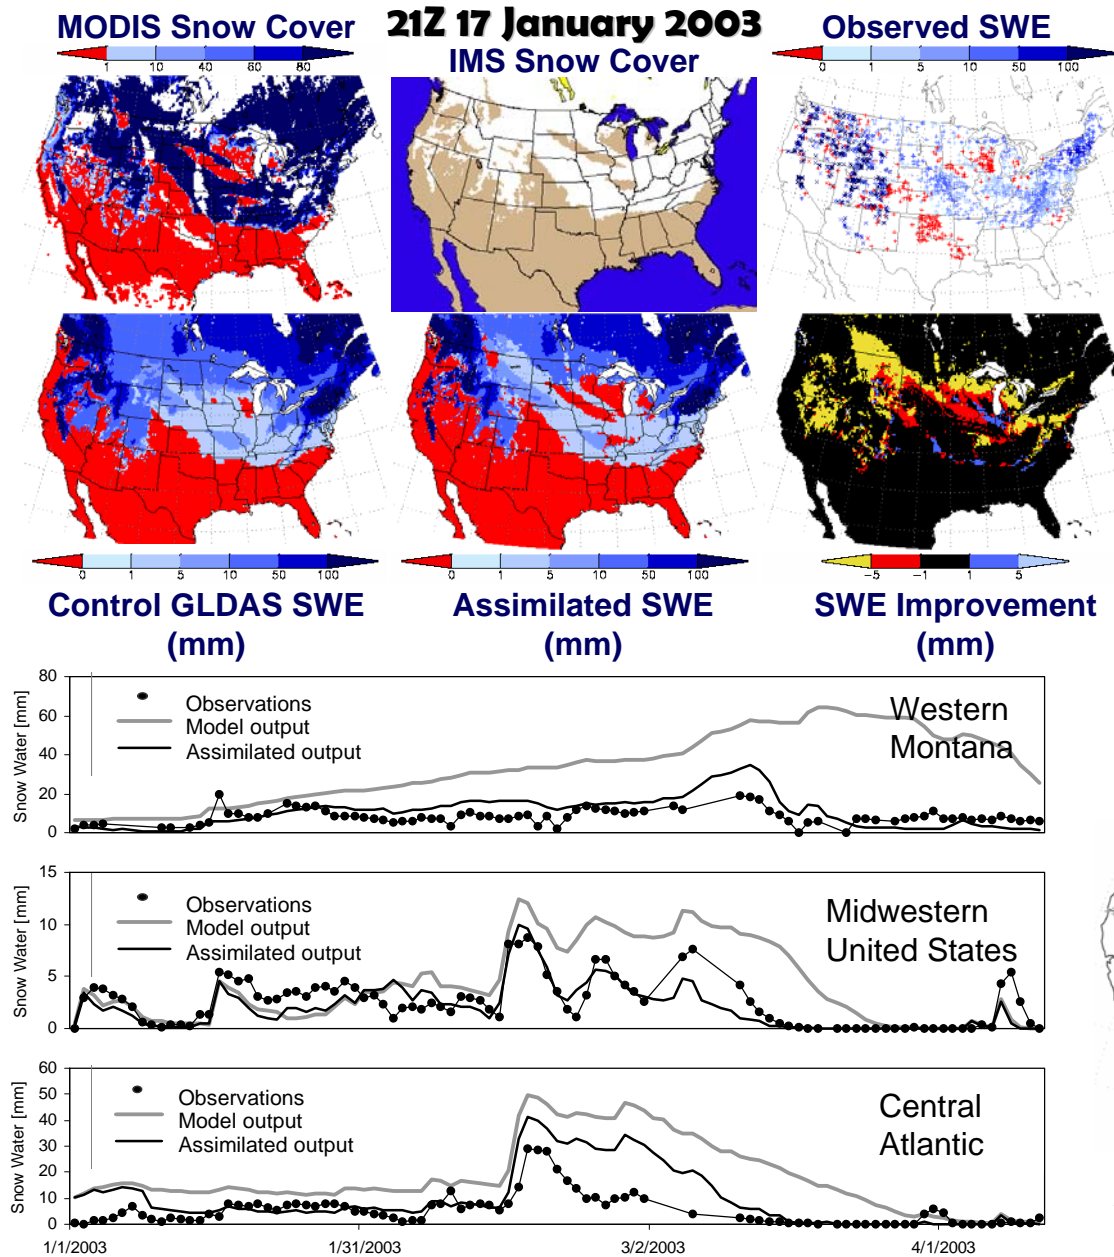 21Z 17 January 2003
MODIS Snow Cover
IMS Snow Cover
Observed SWE
1 10 40 60 80
0 1 5 10 50 100
0 1 5 10 50 100
0 1 5 10 50 100
-5 -1 1 5
Control GLDAS SWE
(mm)
Assimilated SWE
(mm)
SWE Improvement
(mm)
Snow Water [mm]
80
60
40
20
0
Observations
Model output
Assimilated output
Western
Montana
Snow Water [mm]
15
10
5
0
Observations
Model output
Assimilated output
Midwestern
United States
Snow Water [mm]
60
50
40
30
20
10
0
Observations
Model output
Assimilated output
Central
Atlantic
1/1/2003 1/31/2003 3/2/2003 4/1/2003